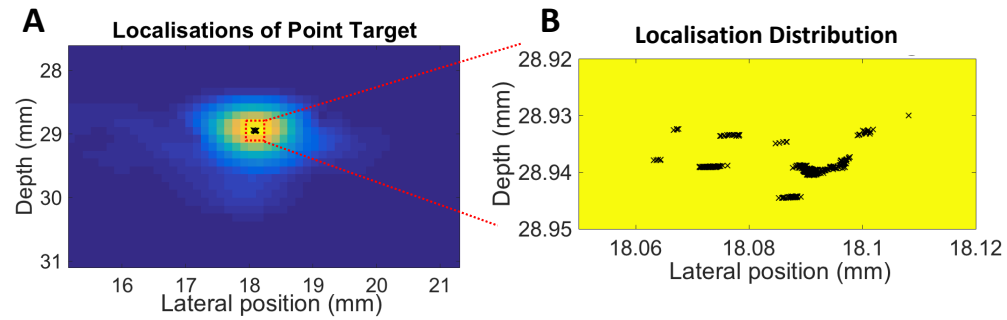 A
Localisations of Point Target
28
29
30
31
Depth (mm)
16
17
18
19
20
21
Lateral position (mm)
B
Localisation Distribution
28.92
28.93
28.94
28.95
Depth (mm)
18.06
18.08
18.1
18.12
Lateral position (mm)